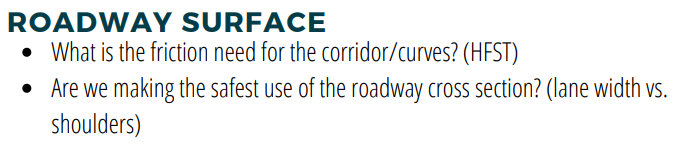 ROADWAY SURFACE
• What is the friction need for the corridor/curves? (HFST)
• Are we making the safest use of the roadway cross section? (lane width vs.
shoulders)